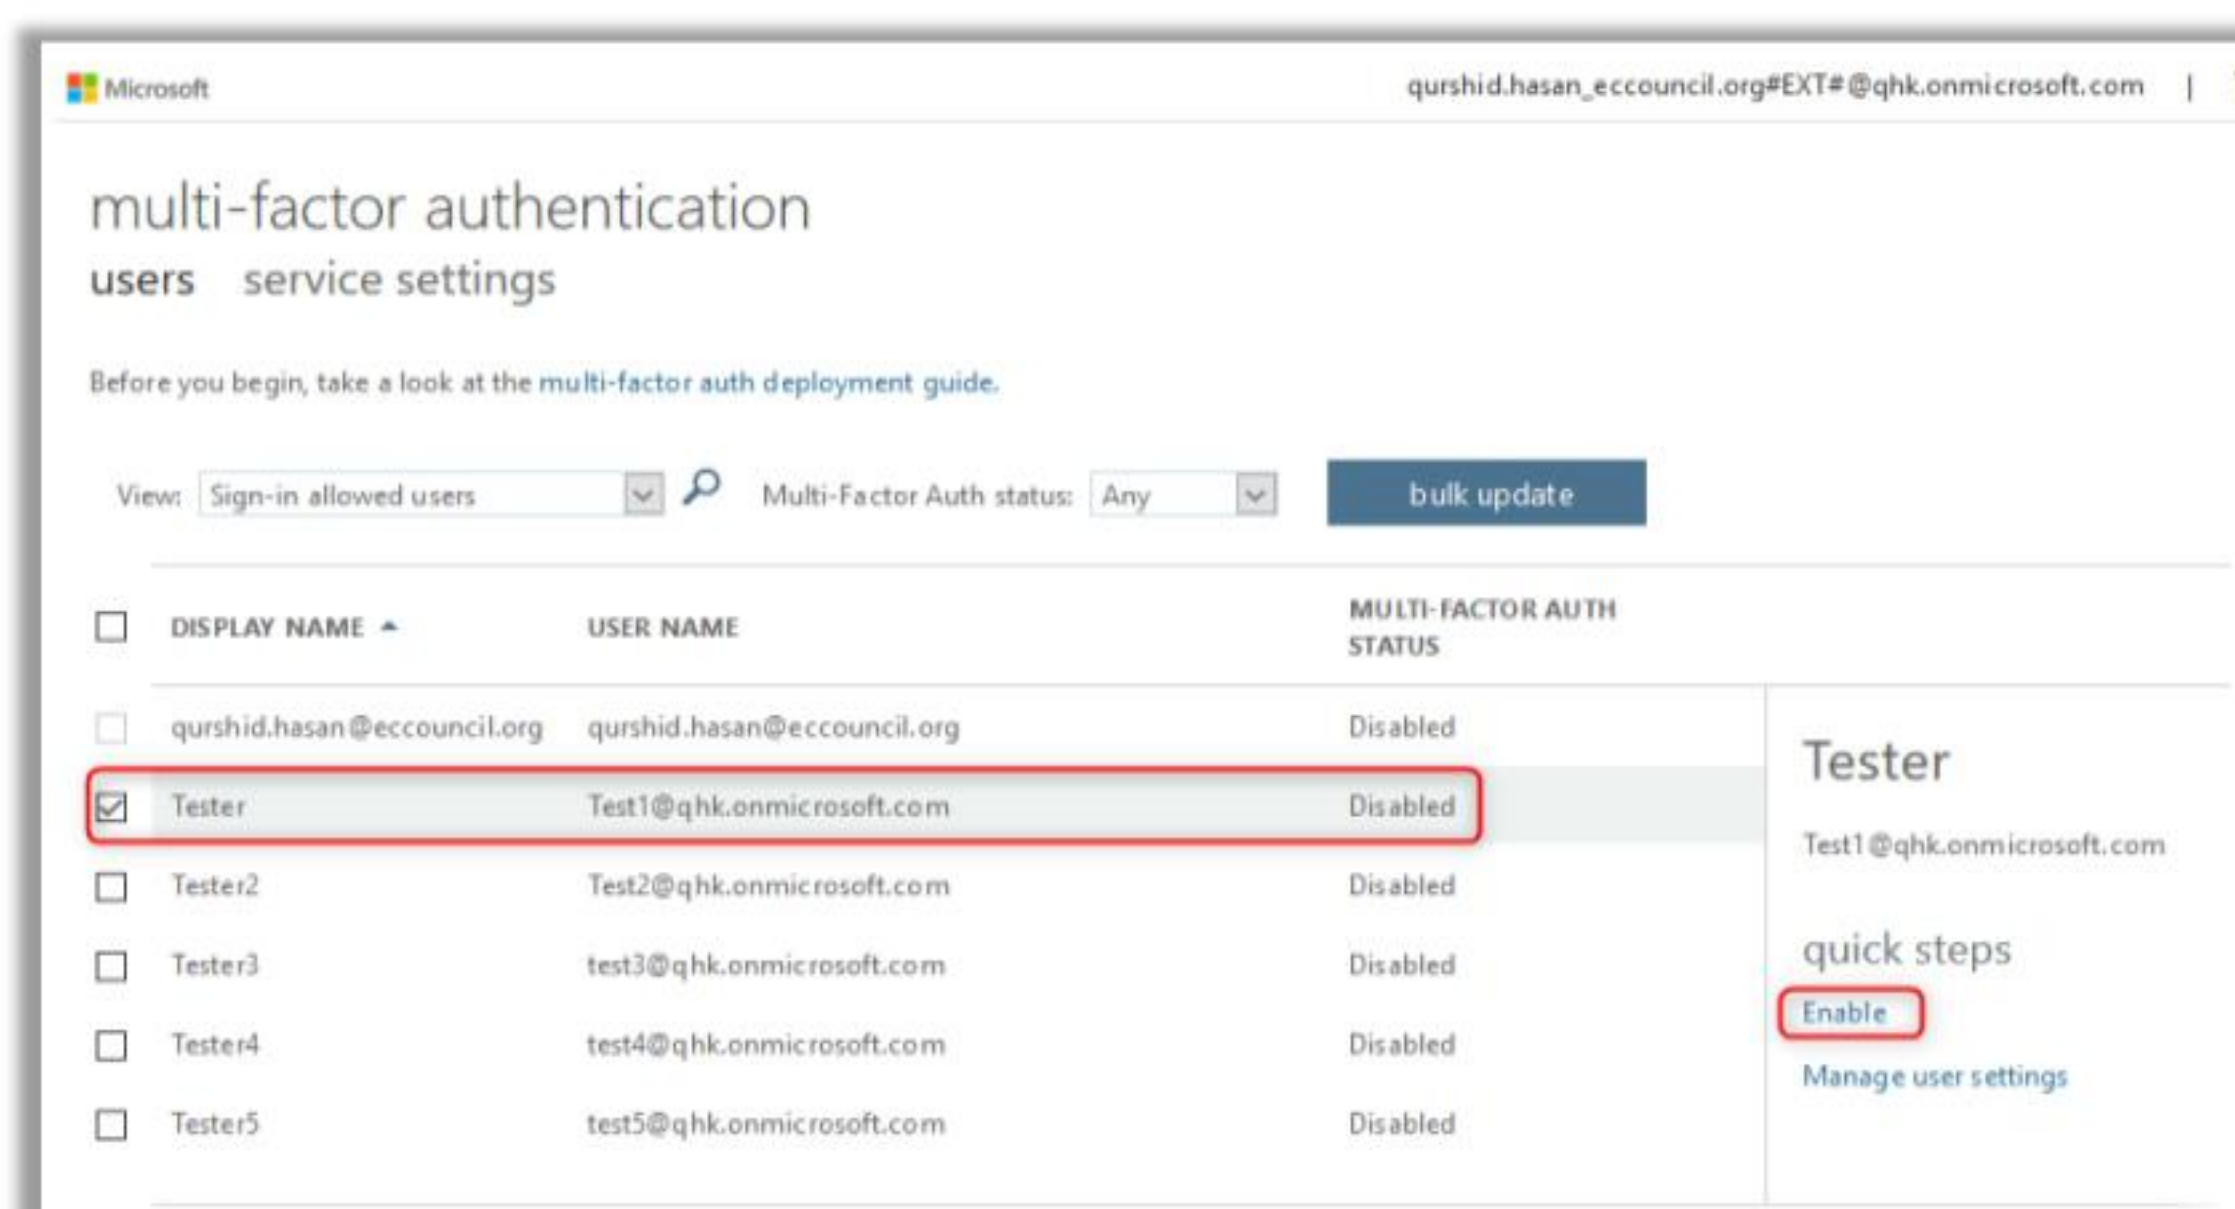 Microsoft
qurshid.hasan_eccouncil.org#EXT#@qhk.onmicrosoft.com |
multi-factor authentication
users service settings
Before you begin, take a look at the multi-factor auth deployment guide.
View: Sign-in allowed users Multi-Factor Auth status: Any bulk update
DISPLAY NAME USER NAME MULTI-FACTOR AUTH
STATUS
qurshid.hasan@eccouncil.org qurshid.hasan@eccouncil.org Disabled
Tester Test1@qhk.onmicrosoft.com Disabled
Tester2 Test2@qhk.onmicrosoft.com Disabled
Tester3 test3@qhk.onmicrosoft.com Disabled
Tester4 test4@qhk.onmicrosoft.com Disabled
Tester5 test5@qhk.onmicrosoft.com Disabled
Tester
Test1@qhk.onmicrosoft.com
quick steps
Enable
Manage user settings